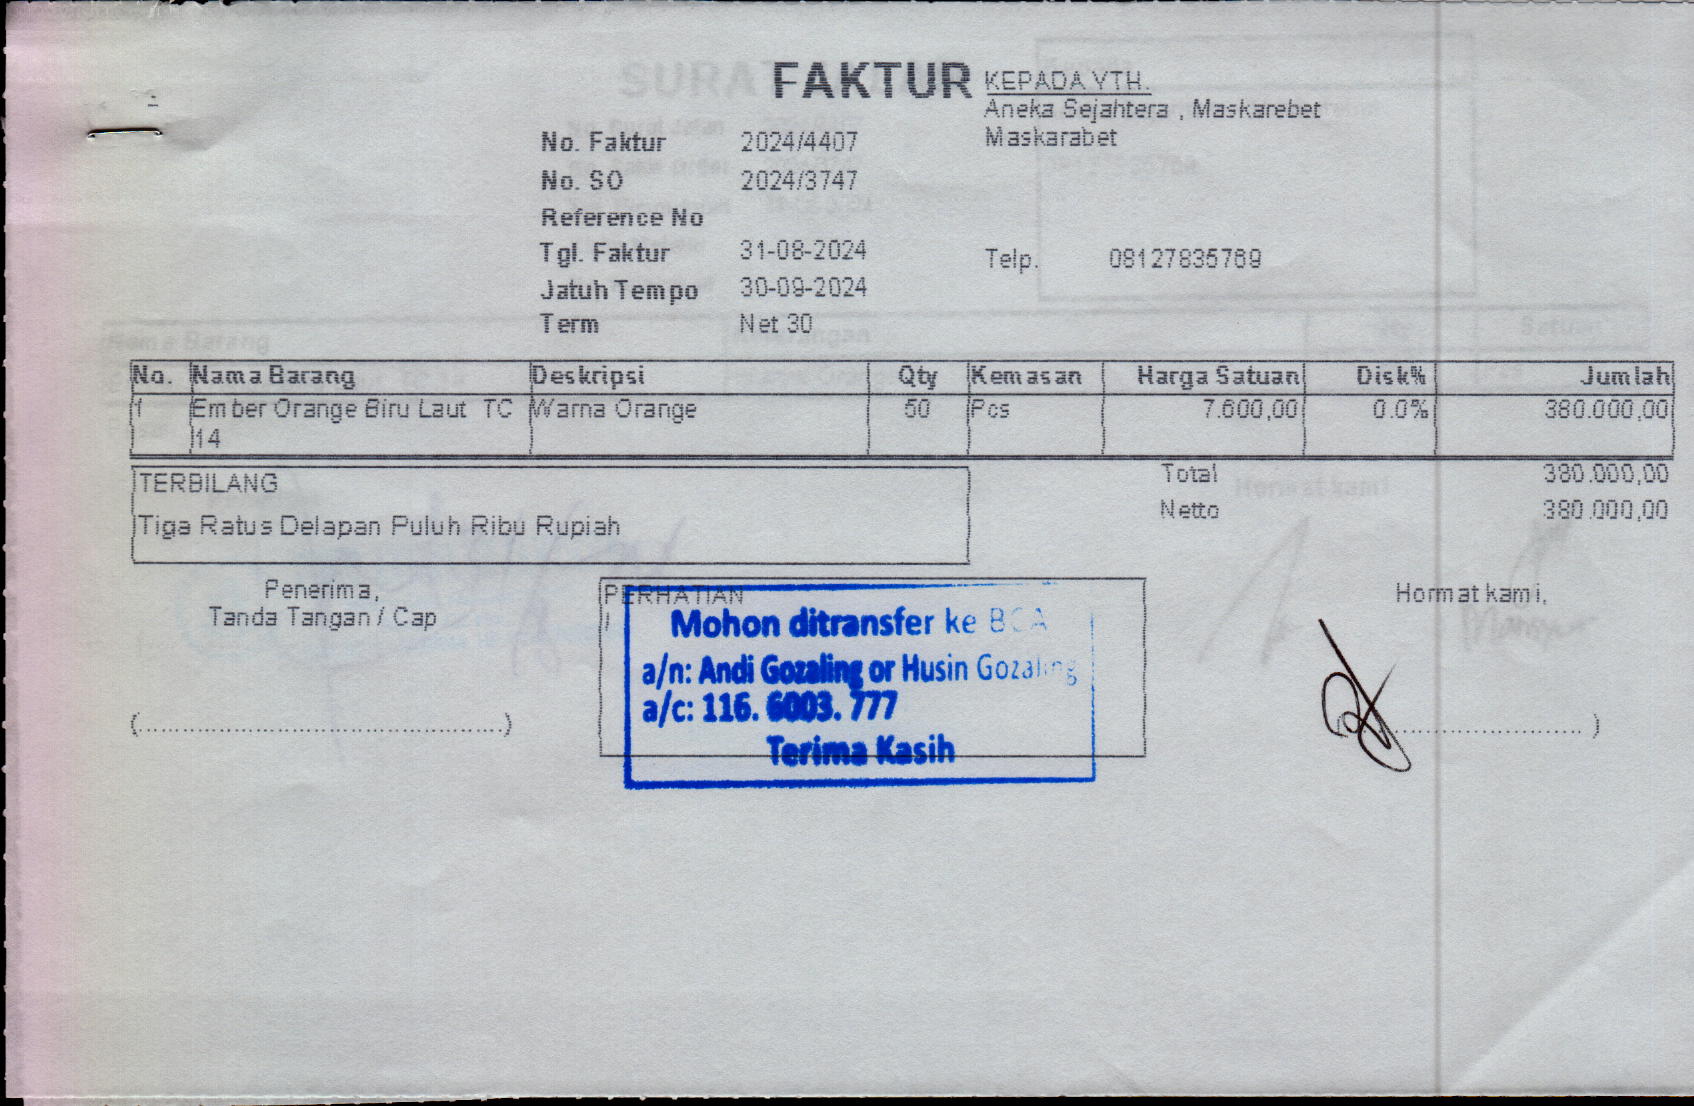 FAKTUR
KEPADA YTH.
Aneka Sejahtera , Maskarebet
Maskarabet
No. Faktur 2024/4407
No. SO 2024/3747
Reference No
Tgl. Faktur 31-08-2024
Telp. 08127835769
Jatuh Tempo 30-09-2024
Term Net 30
No. Nama Barang Deskripsi Qty Kemasan Harga Satuan Disk% Jumlah
1 Ember Orange Biru Laut TC Warna Orange 50 Pcs 7.600,00 0.0% 380.000,00
14
TERBILANG
Tiga Ratus Delapan Puluh Ribu Rupiah
Total 380.000,00
Netto 380.000,00
Penerima,
Tanda Tangan / Cap
(..................................................)
PERHATIAN
Mohon ditransfer ke BCA
a/n: Andi Gozaling or Husin Gozaling
a/c: 116. 6003. 777
Terima Kasih
Hormat kami,